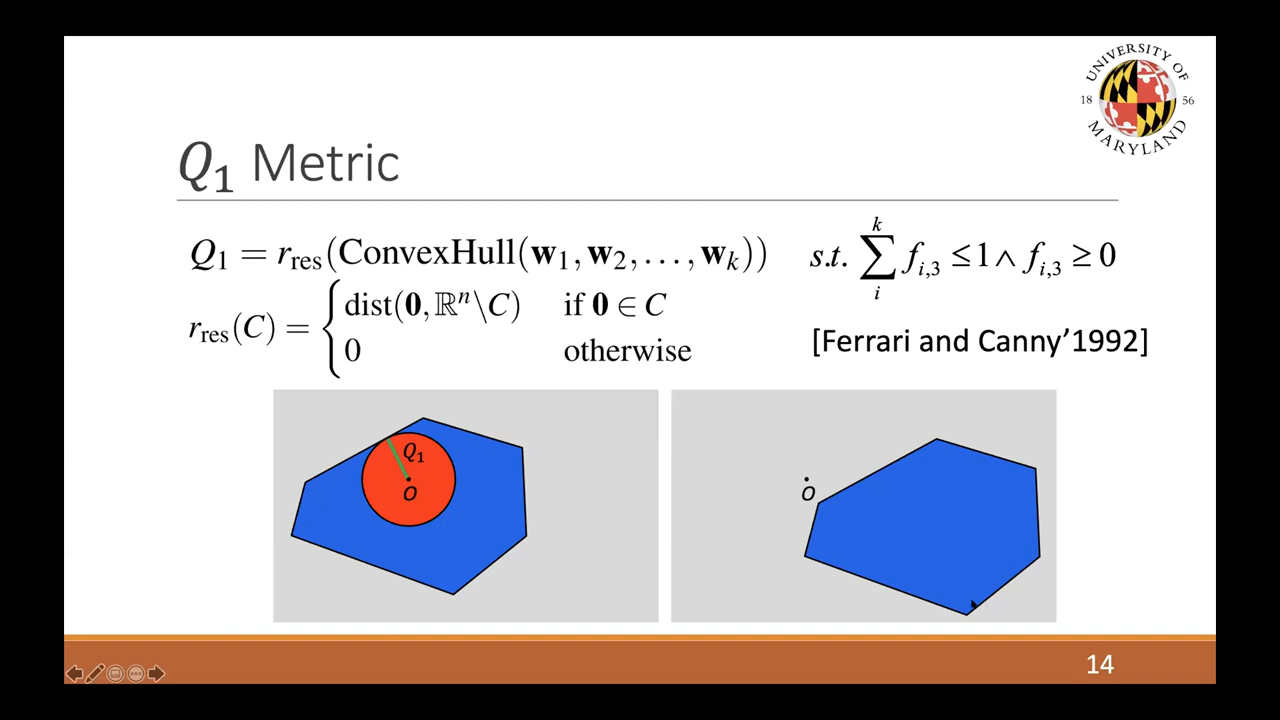 UNIVERSITY OF
18 56
MARYLAND
Q₁ Metric
Q₁ = r_res(ConvexHull(w₁, w₂, …, w_k)) s.t. ∑_i^k f_{i,3} ≤ 1 ∧ f_{i,3} ≥ 0
r_res(C) = { dist(0, ℝⁿ\C) if 0 ∈ C
0 otherwise
[Ferrari and Canny’1992]
Q₁
O
O
14